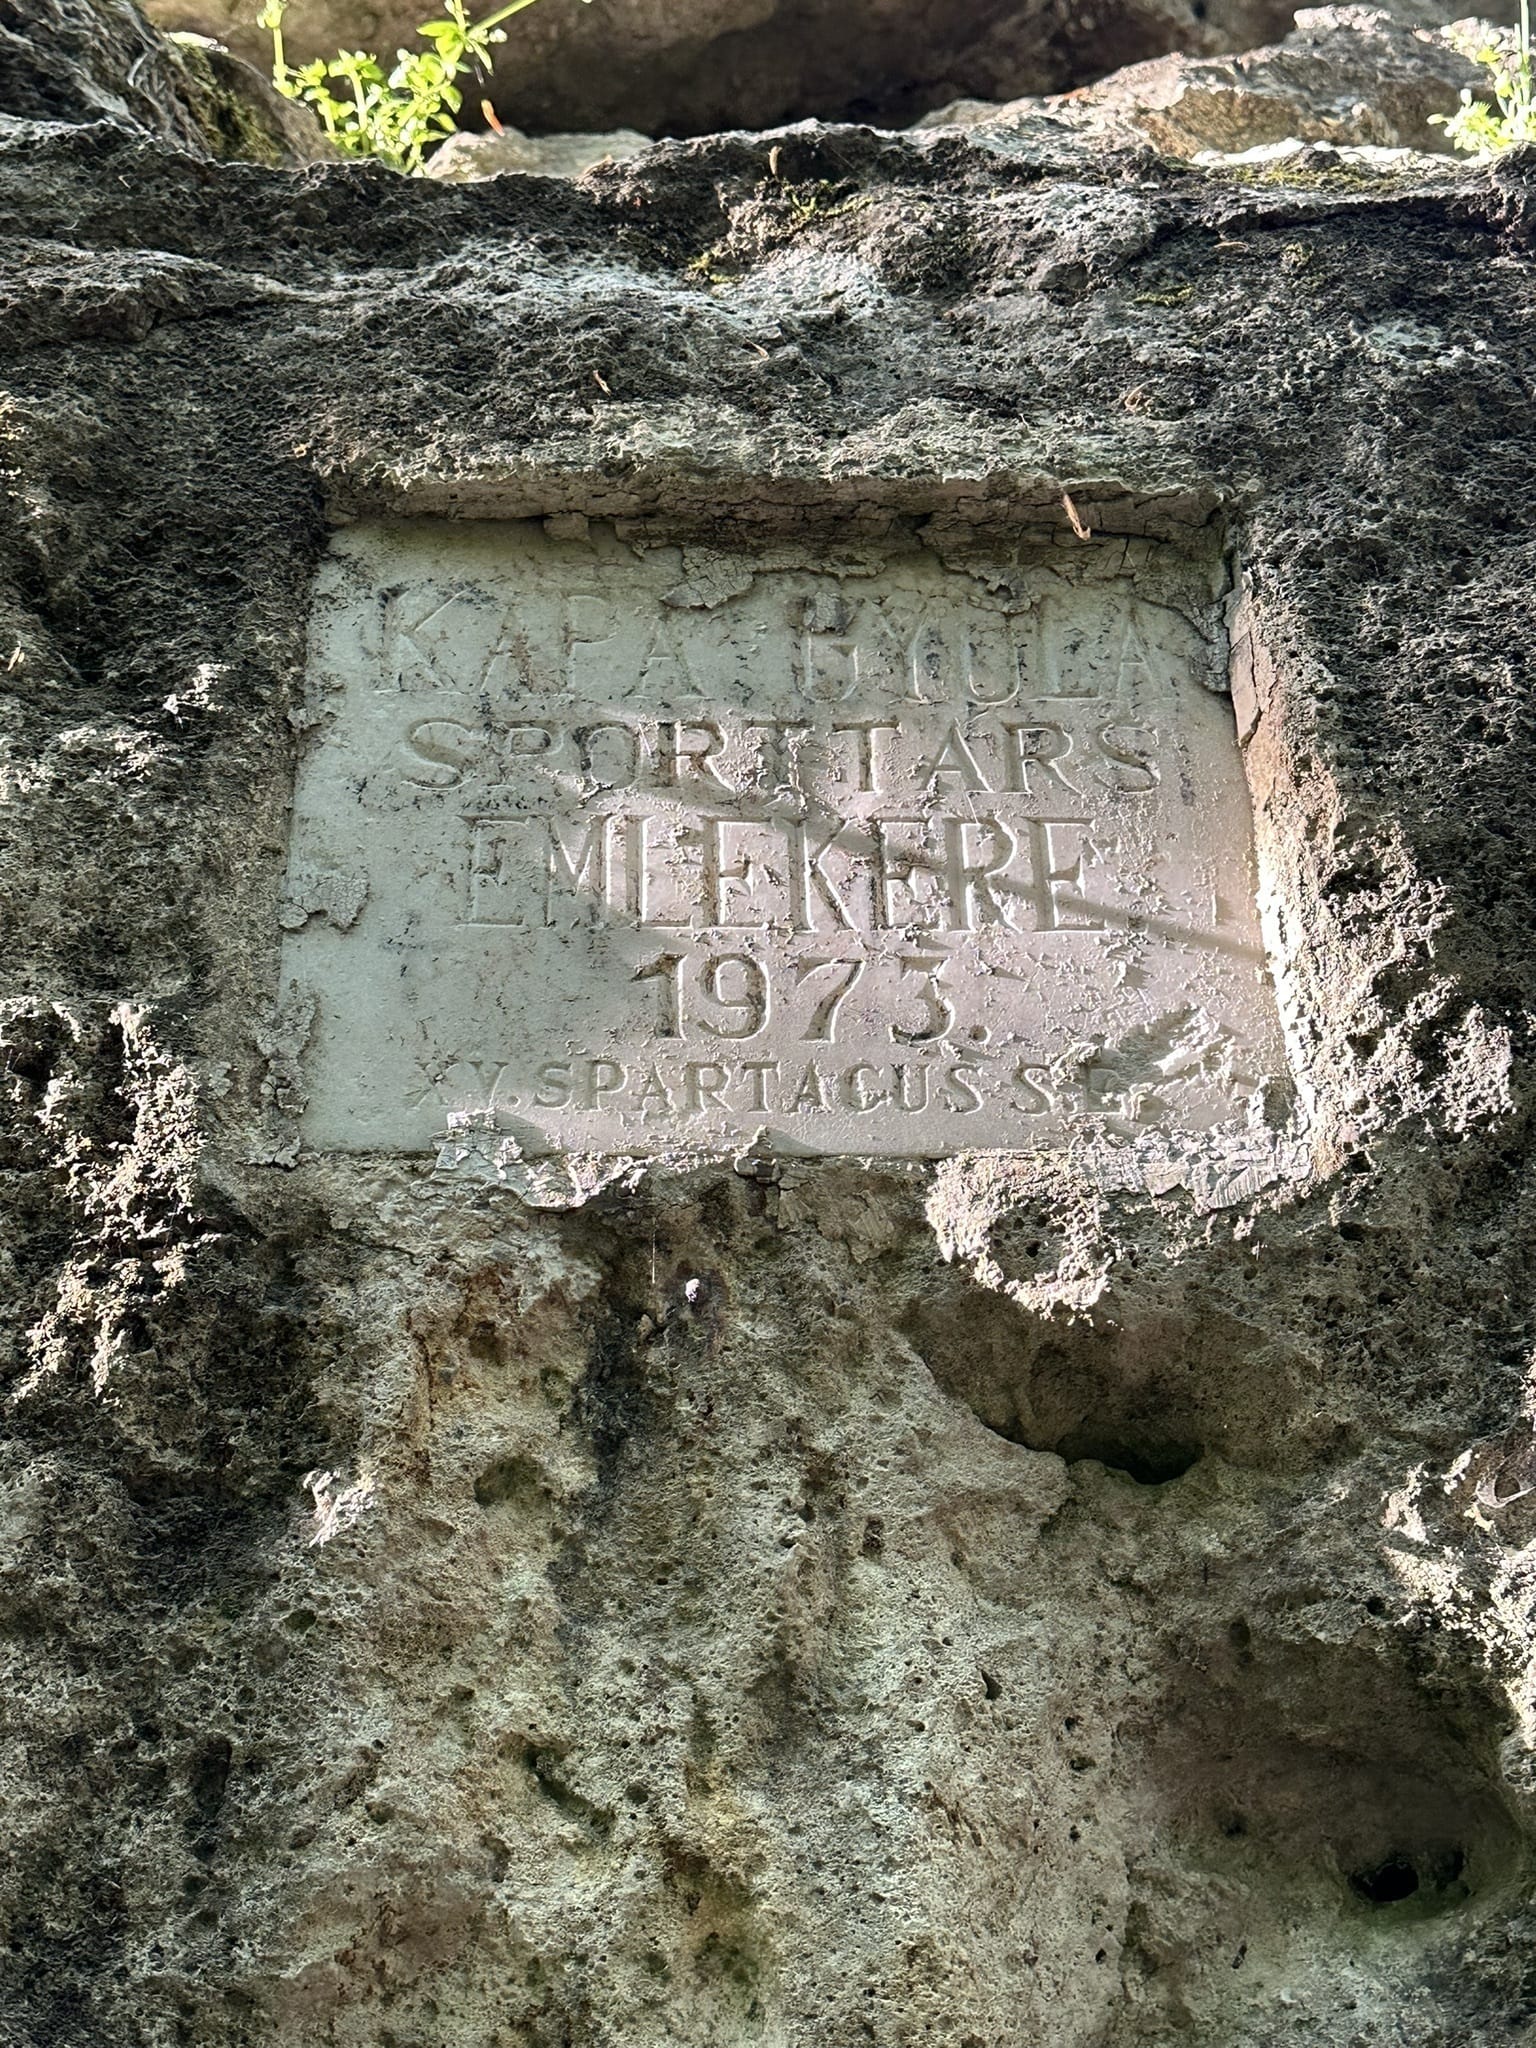 KAPA GYULA
SPORTTÁRS
EMLÉKÉRE.
1973.
XV. SPARTACUS S.E.